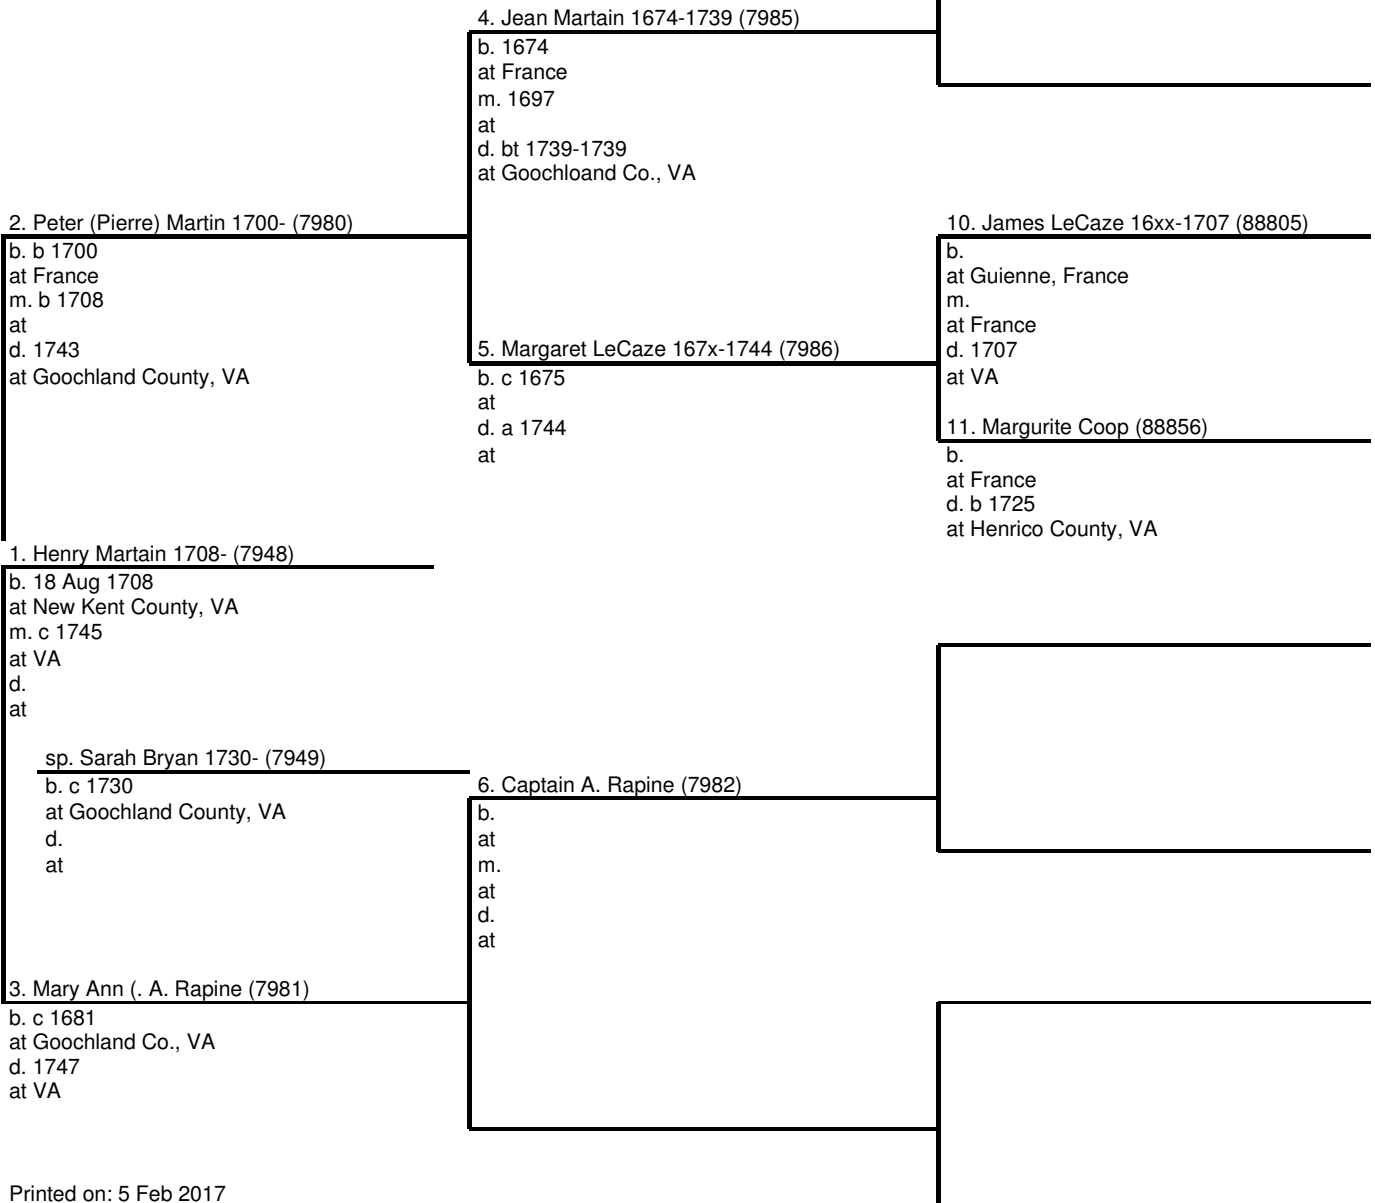 4. Jean Martain 1674-1739 (7985)
b. 1674
at France
m. 1697
at
d. bt 1739-1739
at Goochloand Co., VA
2. Peter (Pierre) Martin 1700- (7980)
b. b 1700
at France
m. b 1708
at
d. 1743
at Goochland County, VA
10. James LeCaze 16xx-1707 (88805)
b.
at Guienne, France
m.
at France
d. 1707
at VA
5. Margaret LeCaze 167x-1744 (7986)
b. c 1675
at
d. a 1744
at
11. Margurite Coop (88856)
b.
at France
d. b 1725
at Henrico County, VA
1. Henry Martain 1708- (7948)
b. 18 Aug 1708
at New Kent County, VA
m. c 1745
at VA
d.
at
sp. Sarah Bryan 1730- (7949)
b. c 1730
at Goochland County, VA
d.
at
6. Captain A. Rapine (7982)
b.
at
m.
at
d.
at
3. Mary Ann (. A. Rapine (7981)
b. c 1681
at Goochland Co., VA
d. 1747
at VA
Printed on: 5 Feb 2017